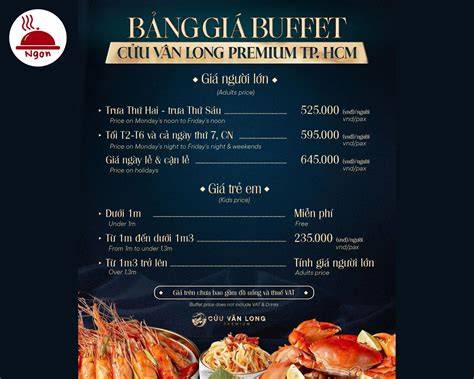 Ngon
BẢNG GIÁ BUFFET
CỬU VÂN LONG PREMIUM TP. HCM
Giá người lớn
(Adults price)
Trưa Thứ Hai - trưa Thứ Sáu 525.000 (vnđ)/người
Price on Monday's noon to Friday's noon vnd/pax
Tối T2-T6 và cả ngày thứ 7, CN 595.000 (vnđ)/người
Price on Monday's night to Friday's night & weekends vnd/pax
Giá ngày lễ & cận lễ 645.000 (vnđ)/người
Price on holidays vnd/pax
Giá trẻ em
(Kids price)
Dưới 1m Miễn phí
Under 1m Free
Từ 1m đến dưới 1m3 235.000 (vnđ)/người
From 1m to under 1.3m vnd/pax
Từ 1m3 trở lên Tính giá người lớn
Over 1.3m Adults price
Giá trên chưa bao gồm đồ uống và thuế VAT
Buffet price does not include VAT & Drinks
CỬU VÂN LONG
PREMIUM